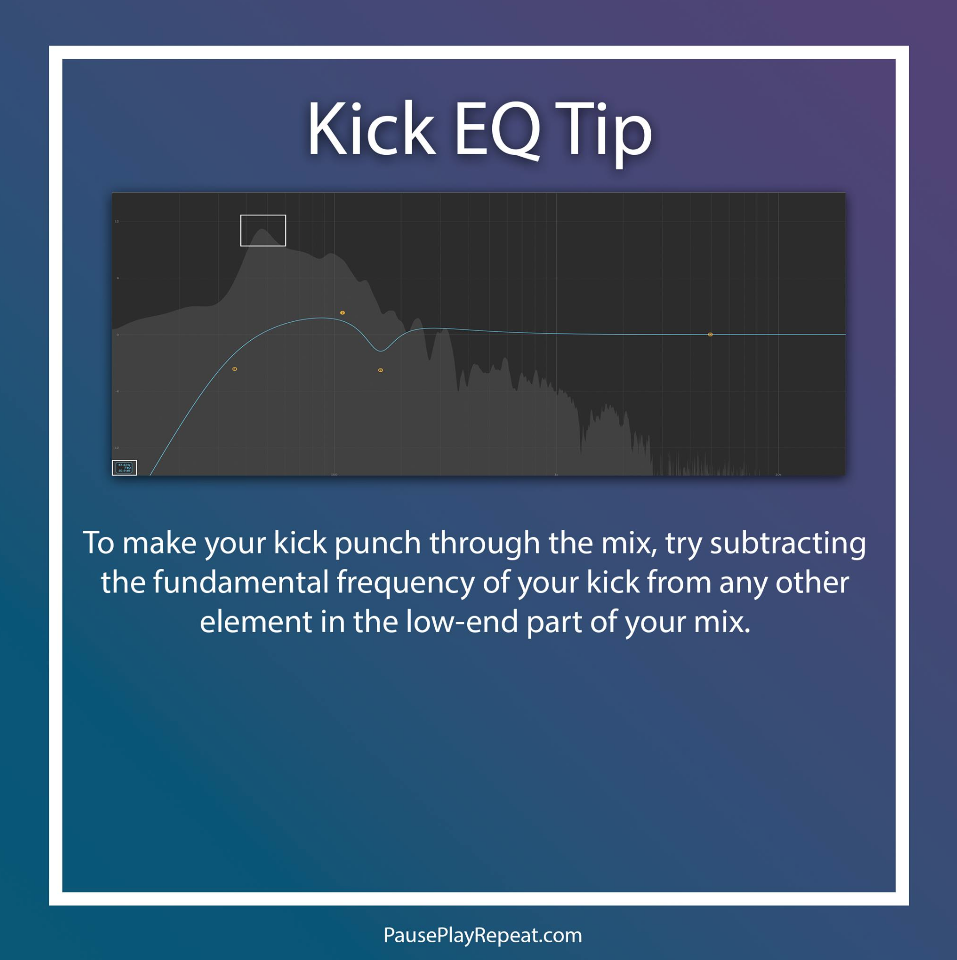 Kick EQ Tip
To make your kick punch through the mix, try subtracting
the fundamental frequency of your kick from any other
element in the low-end part of your mix.
PausePlayRepeat.com